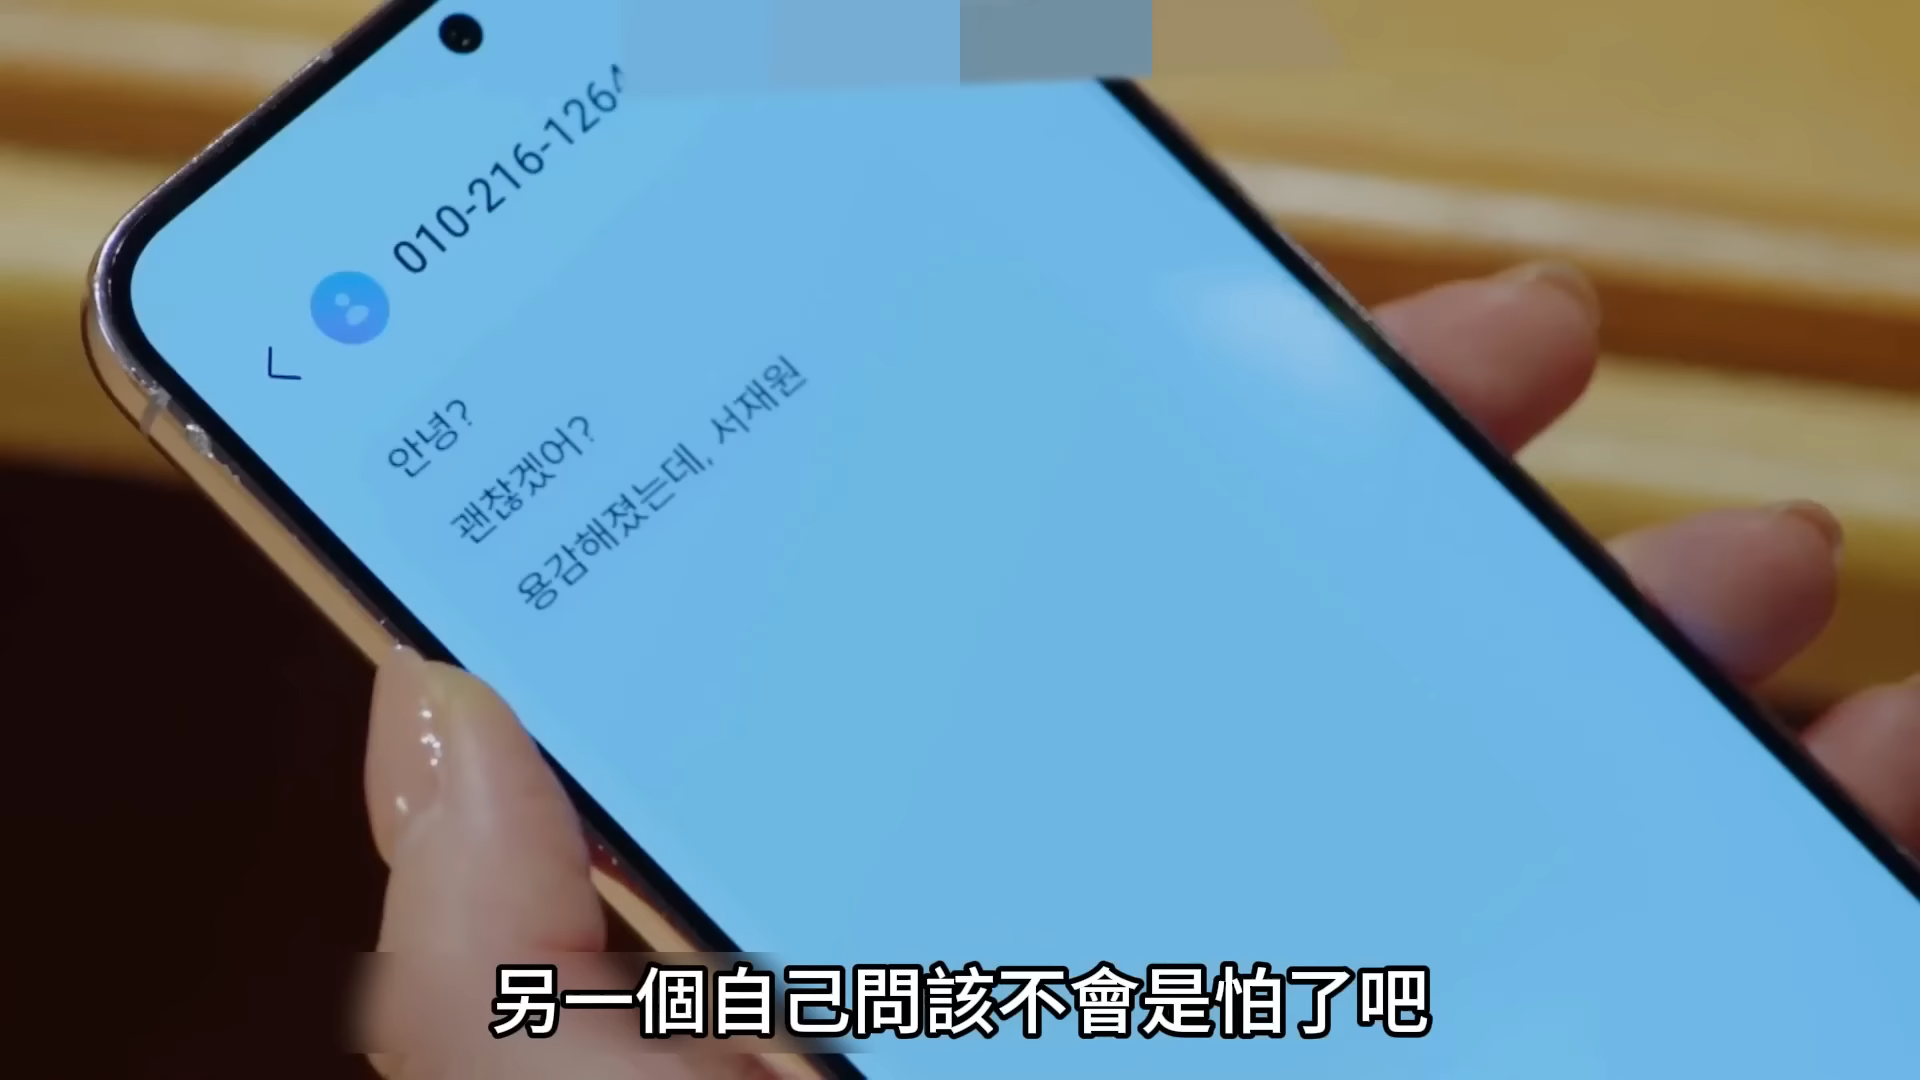 010-216-1264
안녕?
괜찮겠어?
용감해졌는데, 서재원
另一個自己問該不會是怕了吧